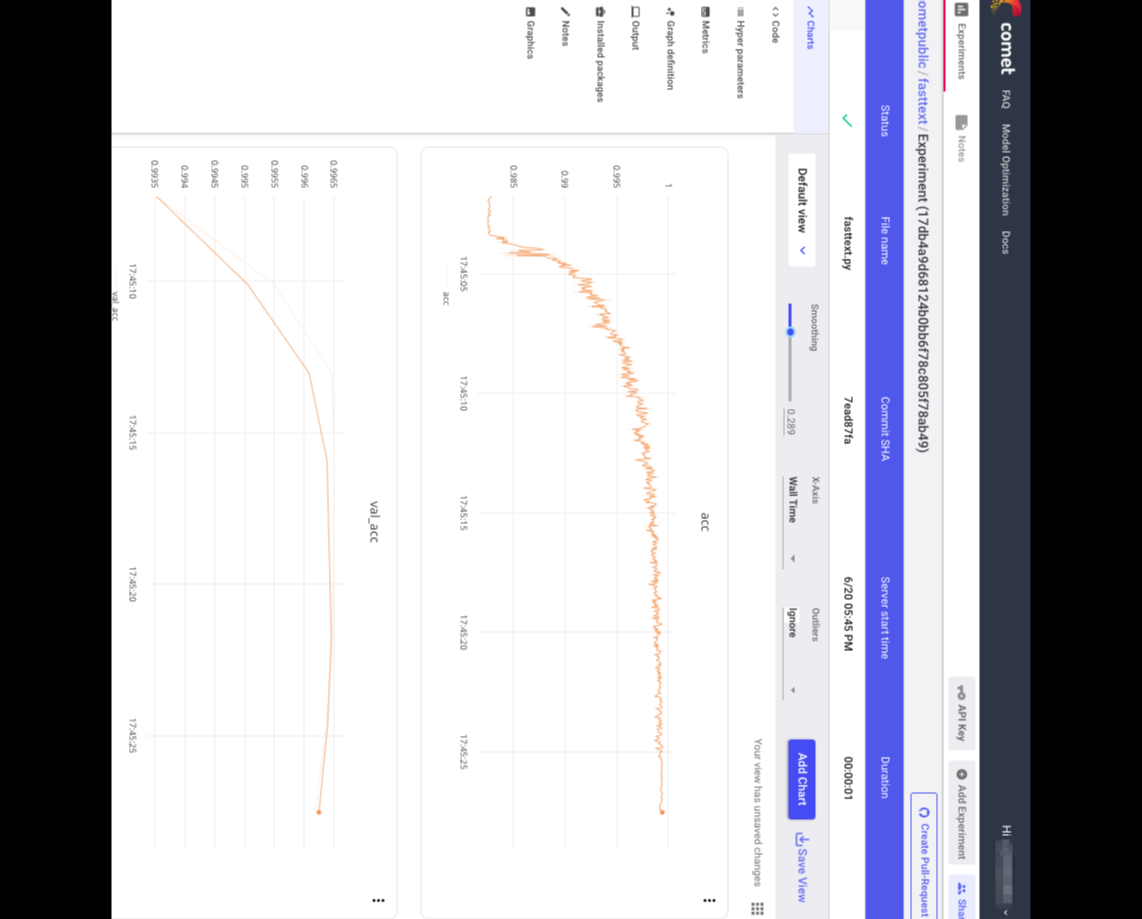 comet FAQ Model Optimization Docs Hi
Experiments Notes API Key Add Experiment
ometpublic / fasttext / Experiment (17db4a9d68124b0bb6f78c805f78ab49) Create Pull-Request
Status File name Commit SHA Server start time Duration
fasttext.py 7ead87fa 6/20 05:45 PM 00:00:01
Charts
<> Code
Hyper parameters
Metrics
Graph definition
Output
Installed packages
Notes
Graphics
Smoothing X-Axis Outliers
Default view 0.289 Wall Time Ignore Add Chart Save View
Your view has unsaved changes
acc
1
0.995
0.99
0.985
17:45:05 17:45:10 17:45:15 17:45:20 17:45:25
acc
val_acc
0.9965
0.996
0.9955
0.995
0.9945
0.994
0.9935
17:45:10 17:45:15 17:45:20 17:45:25
val_acc